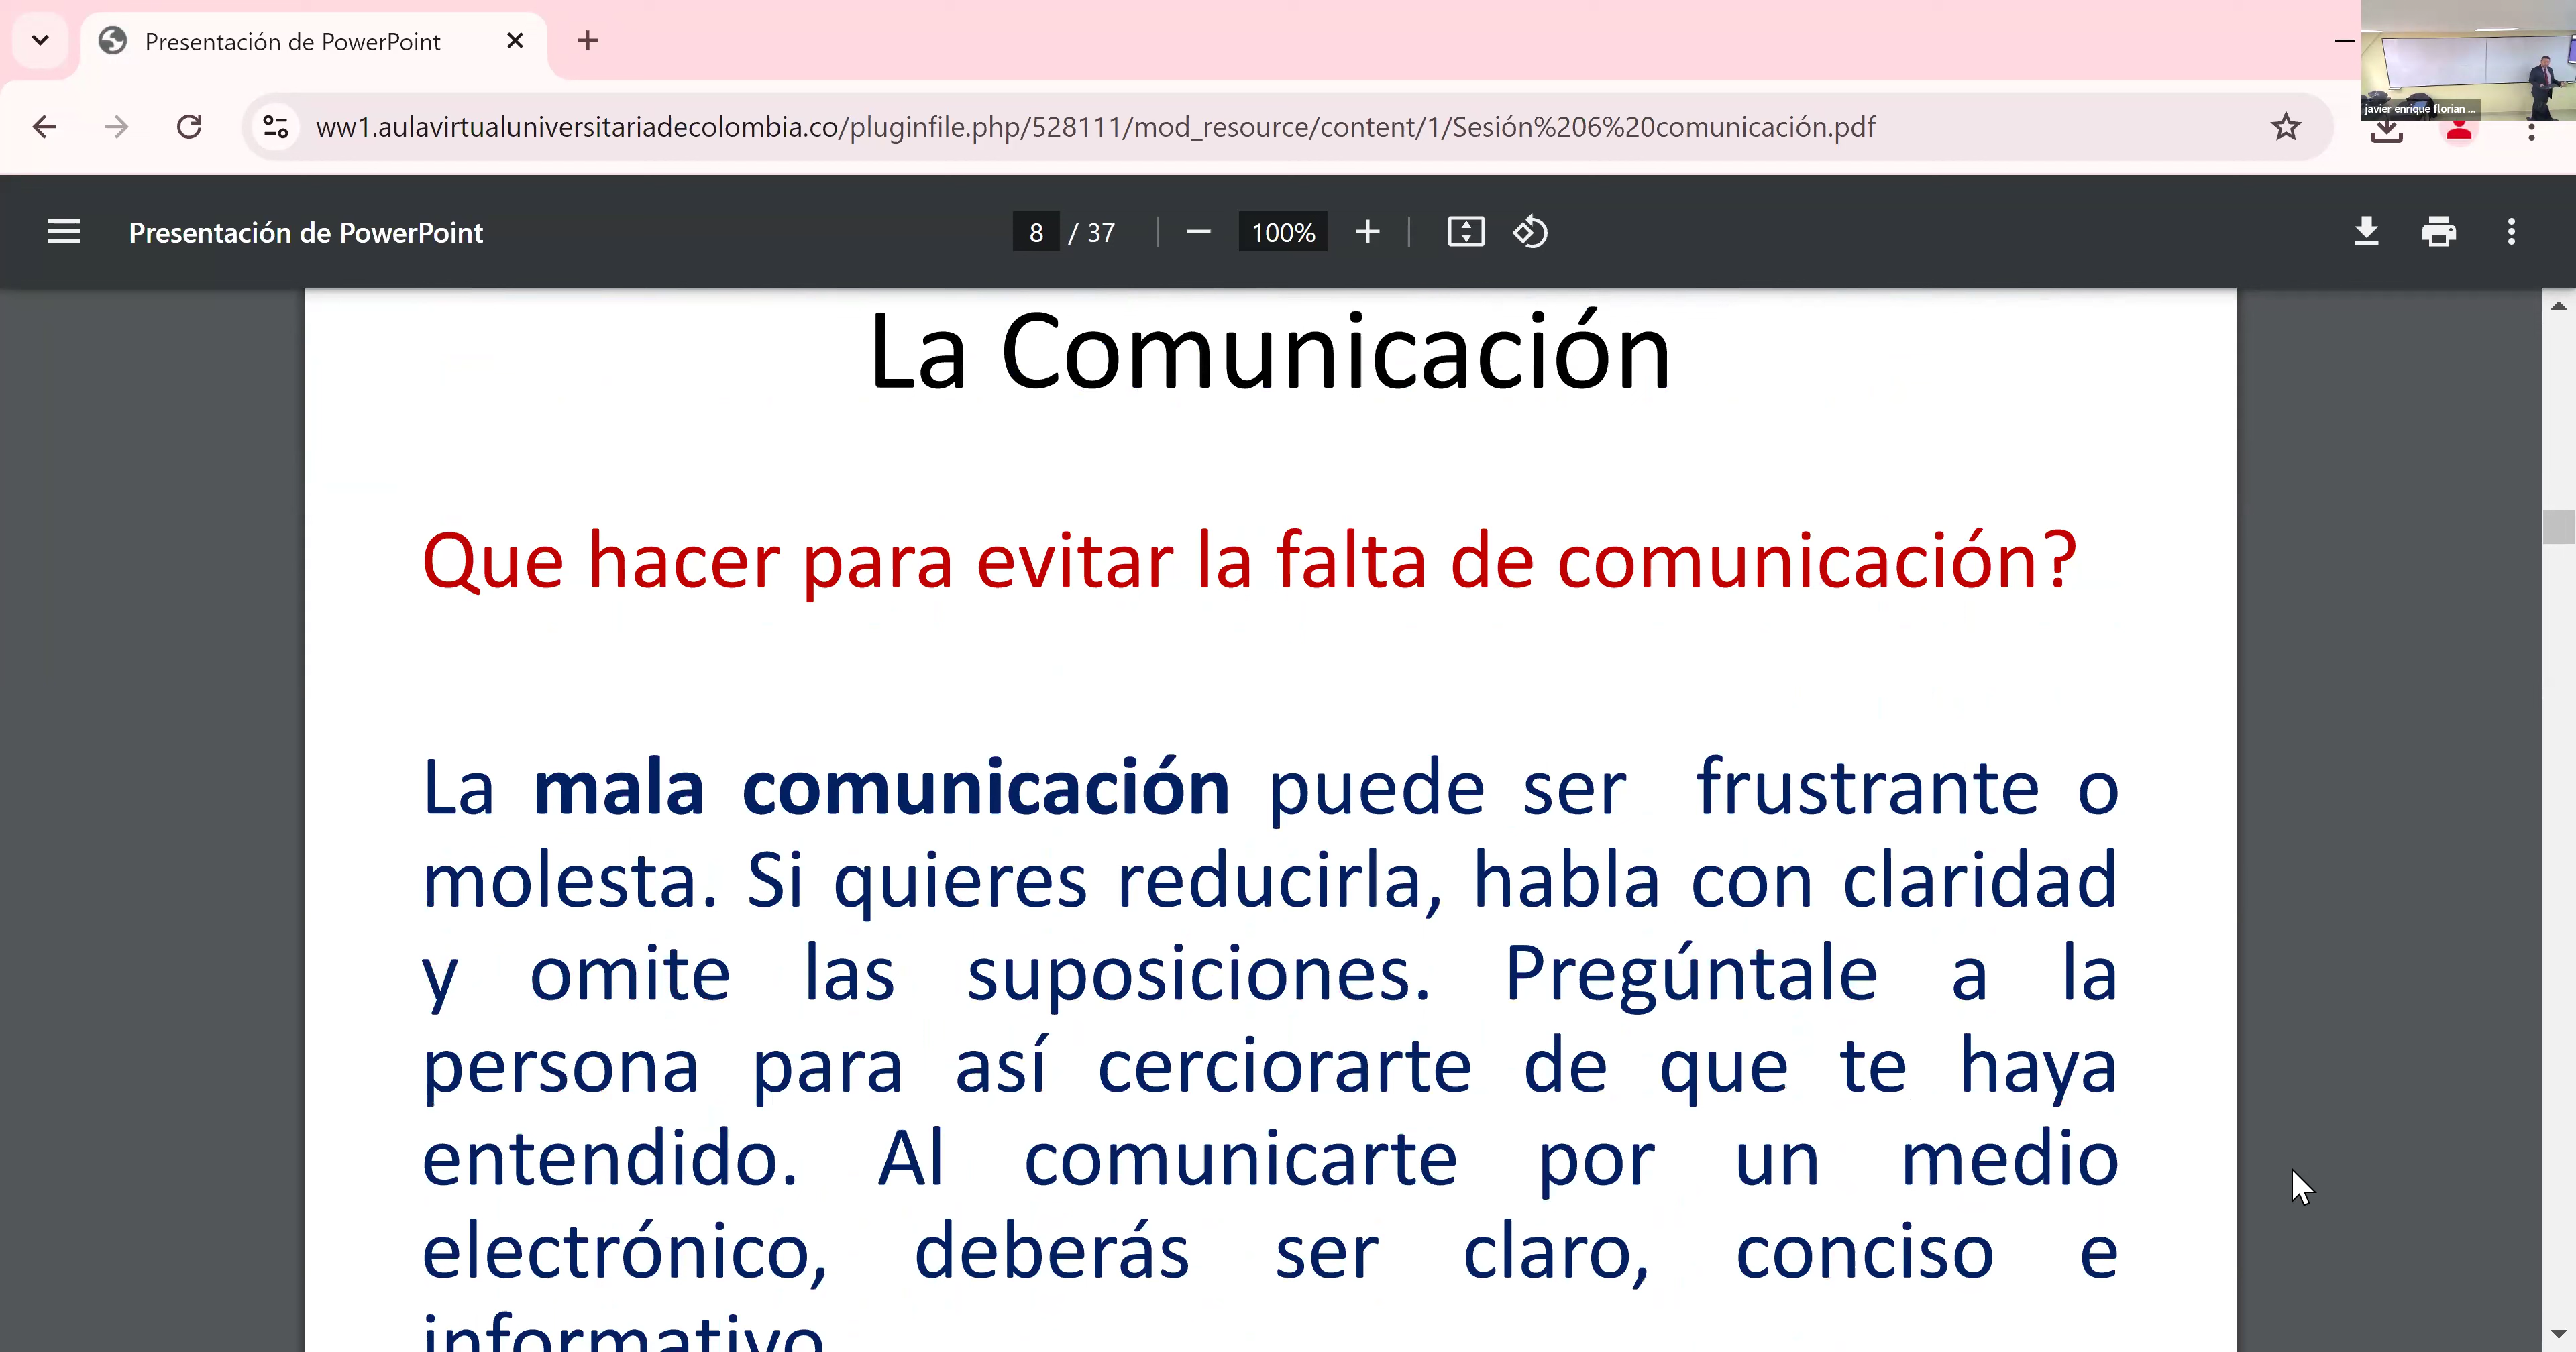 Presentación de PowerPoint
ww1.aulavirtualuniversitariadecolombia.co/pluginfile.php/528111/mod_resource/content/1/Sesión%206%20comunicación.pdf
javier enrique florian ...
Presentación de PowerPoint
8 / 37
100%
La Comunicación
Que hacer para evitar la falta de comunicación?
La mala comunicación puede ser frustrante o
molesta. Si quieres reducirla, habla con claridad
y omite las suposiciones. Pregúntale a la
persona para así cerciorarte de que te haya
entendido. Al comunicarte por un medio
electrónico, deberás ser claro, conciso e
informativo